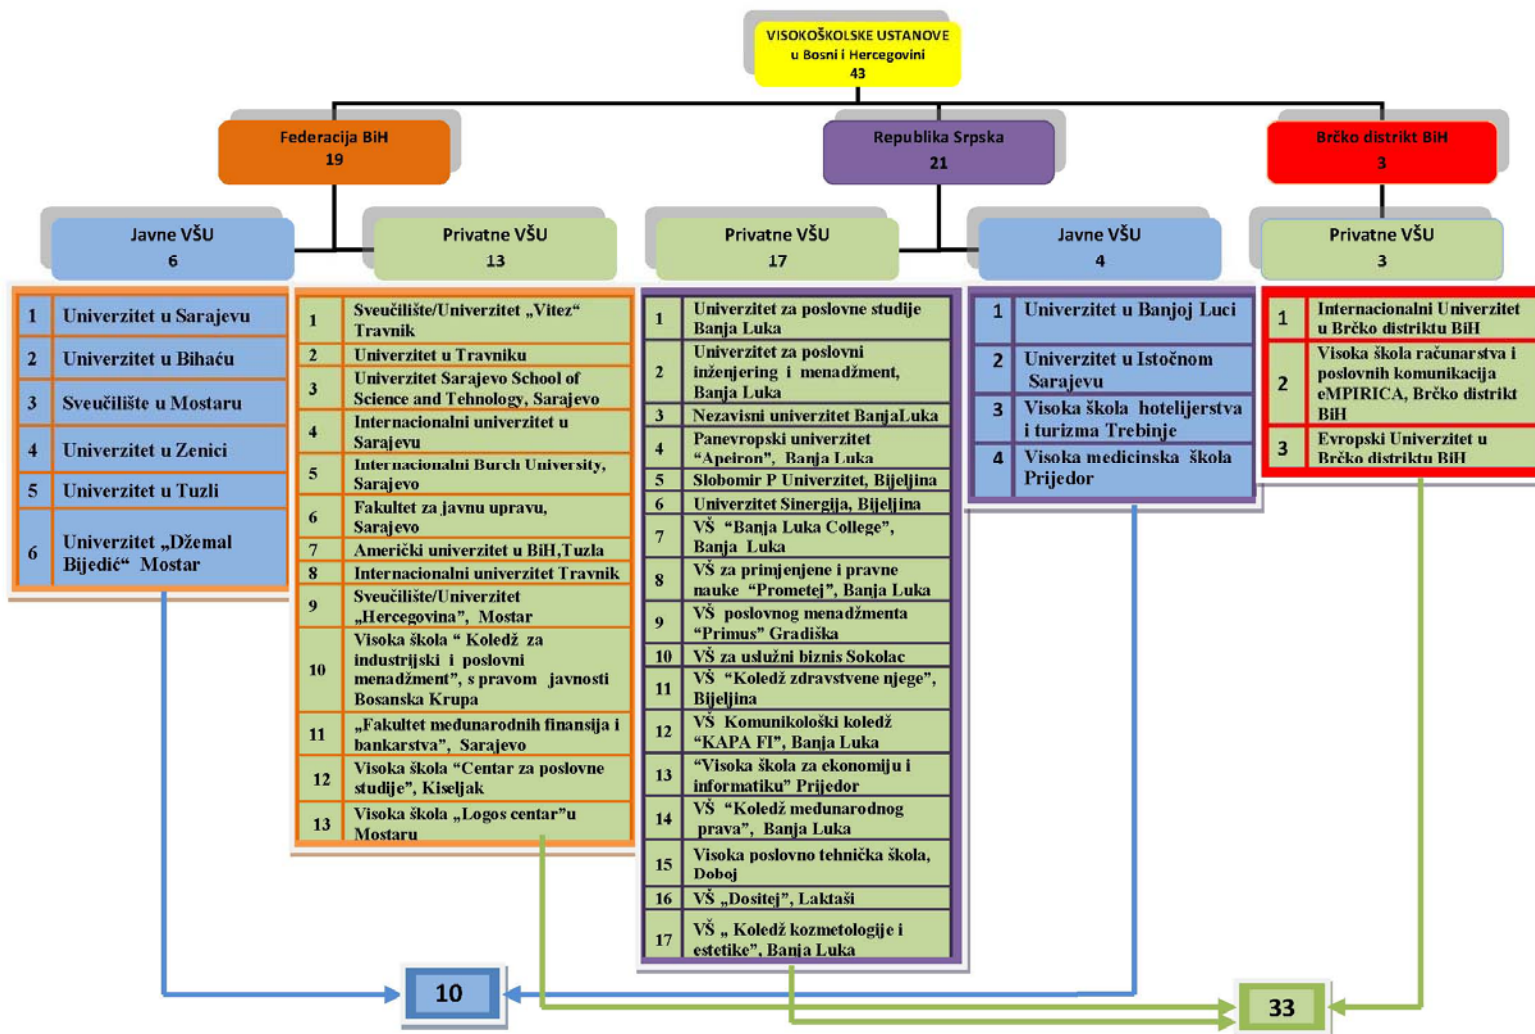 VISOKOŠKOLSKE USTANOVE
u Bosni i Hercegovini
43
Federacija BiH
19
Republika Srpska
21
Brčko distrikt BiH
3
Javne VŠU
6
Privatne VŠU
13
Privatne VŠU
17
Javne VŠU
4
Privatne VŠU
3
1 Univerzitet u Sarajevu
2 Univerzitet u Bihaću
3 Sveučilište u Mostaru
4 Univerzitet u Zenici
5 Univerzitet u Tuzli
6 Univerzitet „Džemal
Bijedić“ Mostar
1 Sveučilište/Univerzitet „Vitez“
Travnik
2 Univerzitet u Travniku
3 Univerzitet Sarajevo School of
Science and Tehnology, Sarajevo
4 Internacionalni univerzitet u
Sarajevu
5 Internacionalni Burch University,
Sarajevo
6 Fakultet za javnu upravu,
Sarajevo
7 Američki univerzitet u BiH,Tuzla
8 Internacionalni univerzitet Travnik
9 Sveučilište/Univerzitet
„Hercegovina”, Mostar
10 Visoka škola “ Koledž za
industrijski i poslovni
menadžment”, s pravom javnosti
Bosanska Krupa
11 „Fakultet međunarodnih finansija i
bankarstva”, Sarajevo
12 Visoka škola “Centar za poslovne
studije”, Kiseljak
13 Visoka škola „Logos centar”u
Mostaru
1 Univerzitet za poslovne studije
Banja Luka
2 Univerzitet za poslovni
inženjering i menadžment,
Banja Luka
3 Nezavisni univerzitet BanjaLuka
4 Panevropski univerzitet
“Apeiron”, Banja Luka
5 Slobomir P Univerzitet, Bijeljina
6 Univerzitet Sinergija, Bijeljina
7 VŠ “Banja Luka College”,
Banja Luka
8 VŠ za primjenjene i pravne
nauke “Prometej”, Banja Luka
9 VŠ poslovnog menadžmenta
“Primus” Gradiška
10 VŠ za uslužni biznis Sokolac
11 VŠ “Koledž zdravstvene njege”,
Bijeljina
12 VŠ Komunikološki koledž
“KAPA FI”, Banja Luka
13 “Visoka škola za ekonomiju i
informatiku” Prijedor
14 VŠ “Koledž međunarodnog
prava”, Banja Luka
15 Visoka poslovno tehnička škola,
Doboj
16 VŠ „Dositej”, Laktaši
17 VŠ „ Koledž kozmetologije i
estetike”, Banja Luka
1 Univerzitet u Banjoj Luci
2 Univerzitet u Istočnom
Sarajevu
3 Visoka škola hotelijerstva
i turizma Trebinje
4 Visoka medicinska škola
Prijedor
1 Internacionalni Univerzitet
u Brčko distriktu BiH
2 Visoka škola računarstva i
poslovnih komunikacija
eMPIRICA, Brčko distrikt
BiH
3 Evropski Univerzitet u
Brčko distriktu BiH
10
33